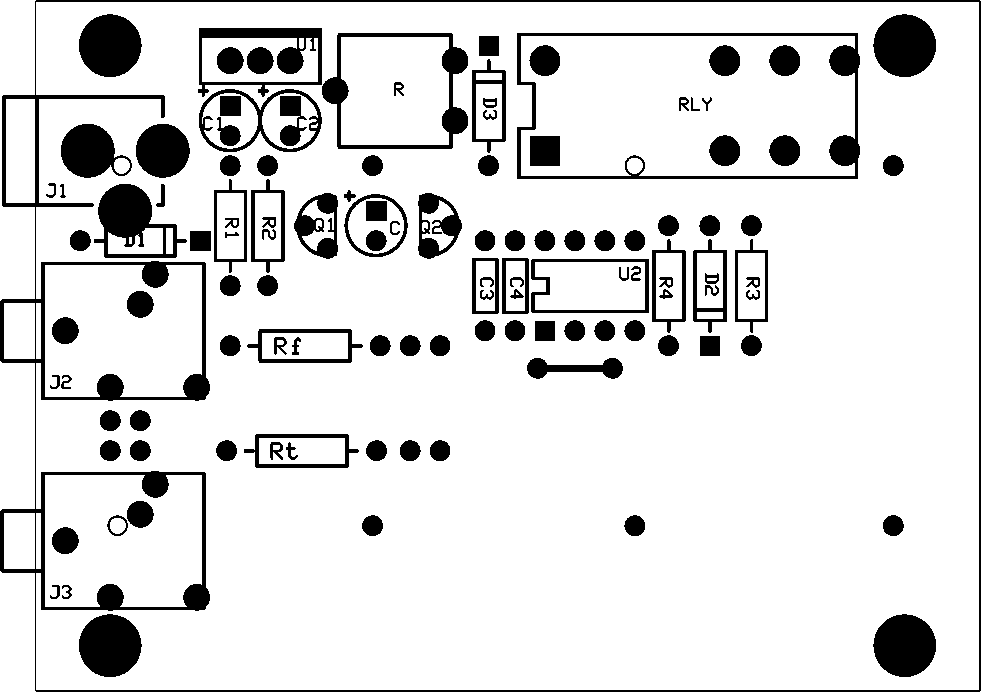 U1
R
D3
RLY
+
+
C1
C2
J1
D1
R1
R2
+
Q1
C
Q2
C3
C4
U2
R4
D2
R3
Rf
J2
Rt
J3